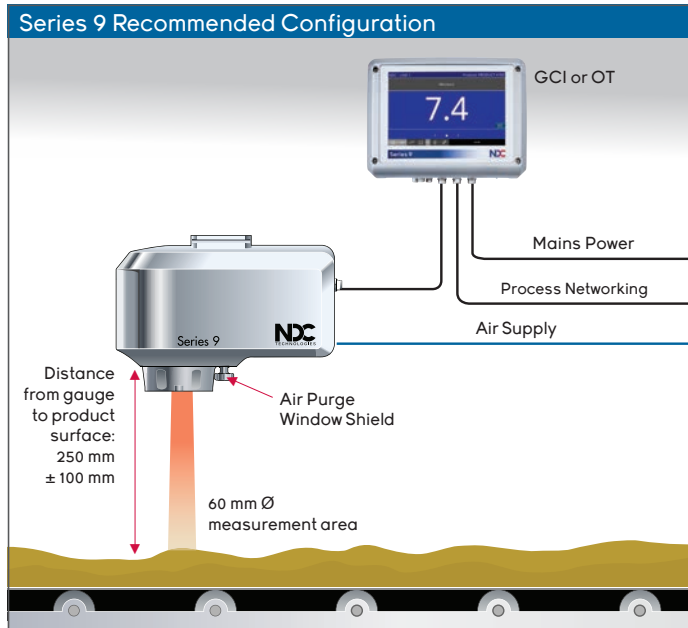 Series 9 Recommended Configuration
GCI or OT
7.4
Series 9
NDC
Mains Power
Process Networking
Air Supply
Series 9
NDC
TECHNOLOGIES
Distance
from gauge
to product
surface:
250 mm
± 100 mm
Air Purge
Window Shield
60 mm Ø
measurement area